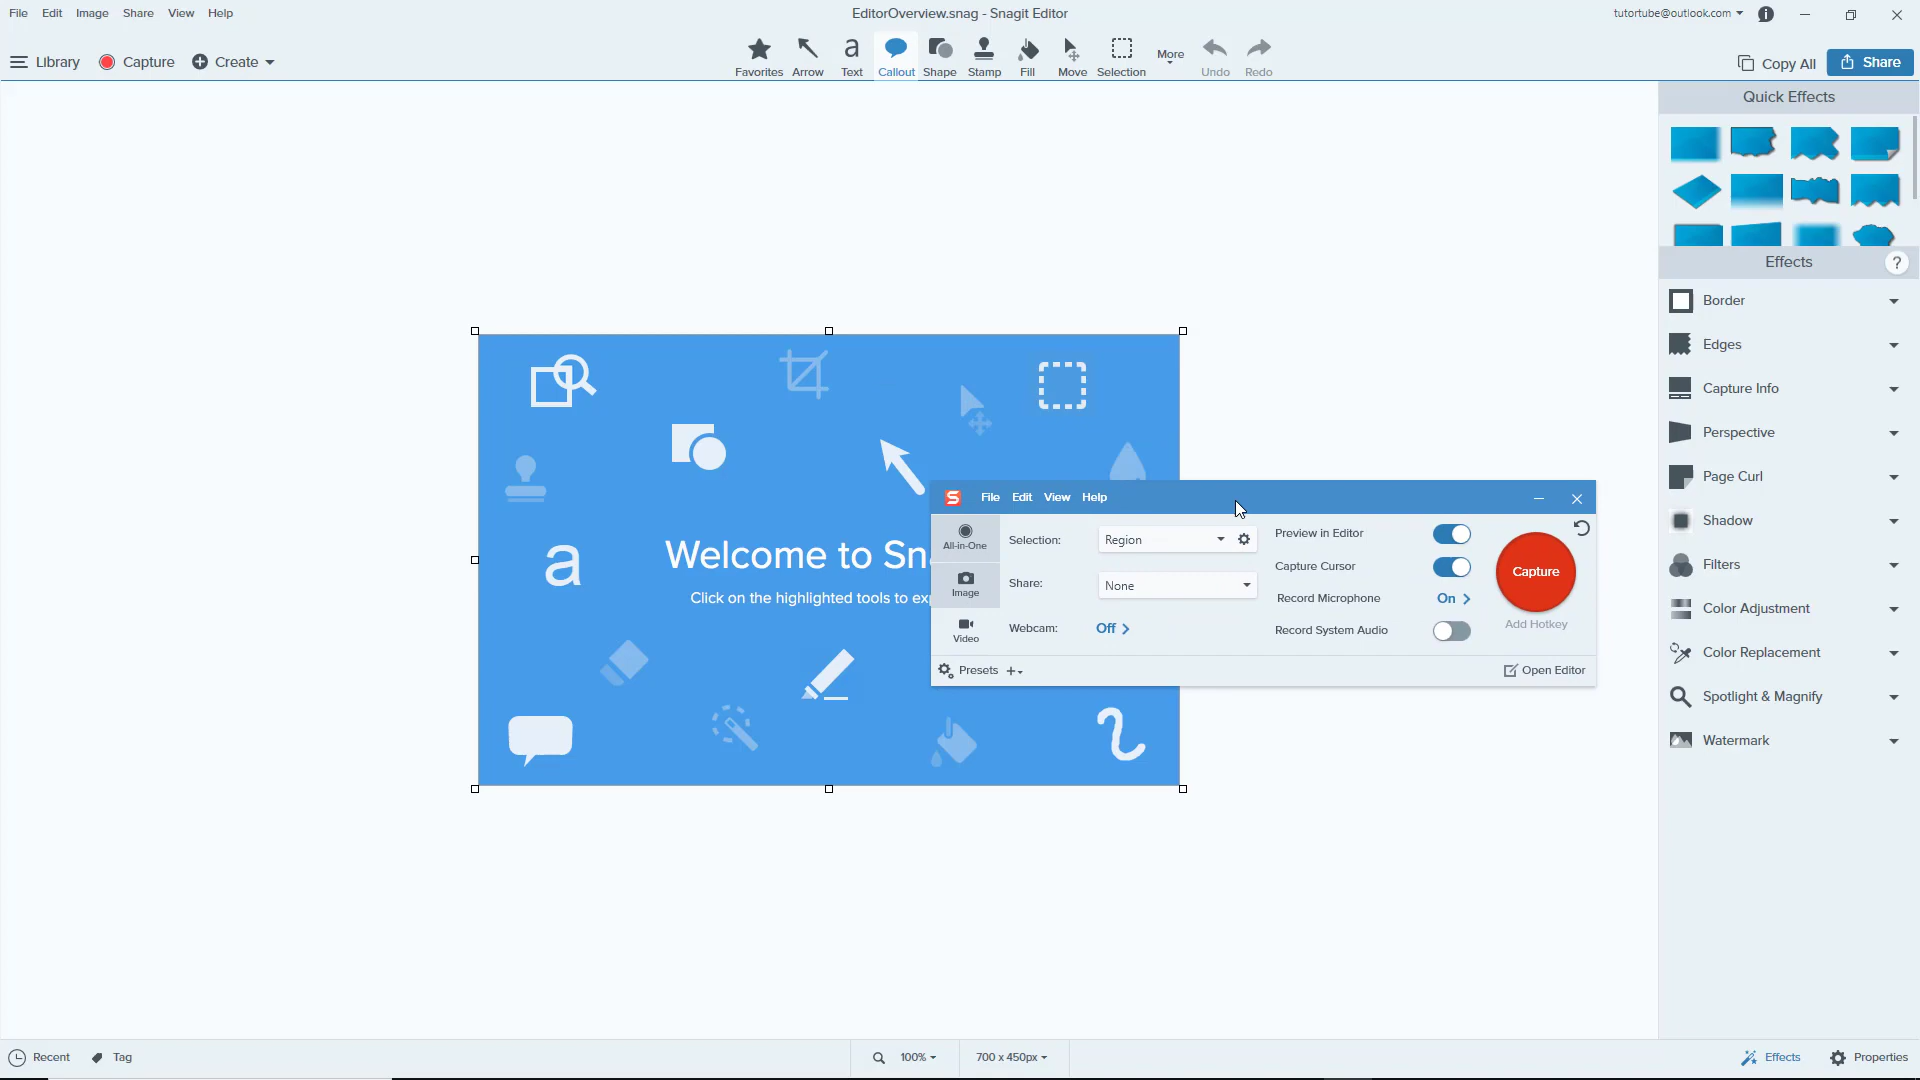 File Edit Image Share View Help
EditorOverview.snag - Snagit Editor
tutortube@outlook.com
Library Capture Create
Favorites Arrow Text Callout Shape Stamp Fill Move Selection More Undo Redo
Copy All Share
Quick Effects
Effects ?
Border
Edges
Capture Info
Perspective
Page Curl
Shadow
Filters
Color Adjustment
Color Replacement
Spotlight & Magnify
Watermark
a
Welcome to Sn
Click on the highlighted tools to ex
S File Edit View Help
All-in-One
Image
Video
Selection: Region
Share: None
Webcam: Off >
Preview in Editor
Capture Cursor
Record Microphone On >
Record System Audio
Capture
Add Hotkey
Presets +
Open Editor
Recent Tag
100% 700 x 450px
Effects Properties